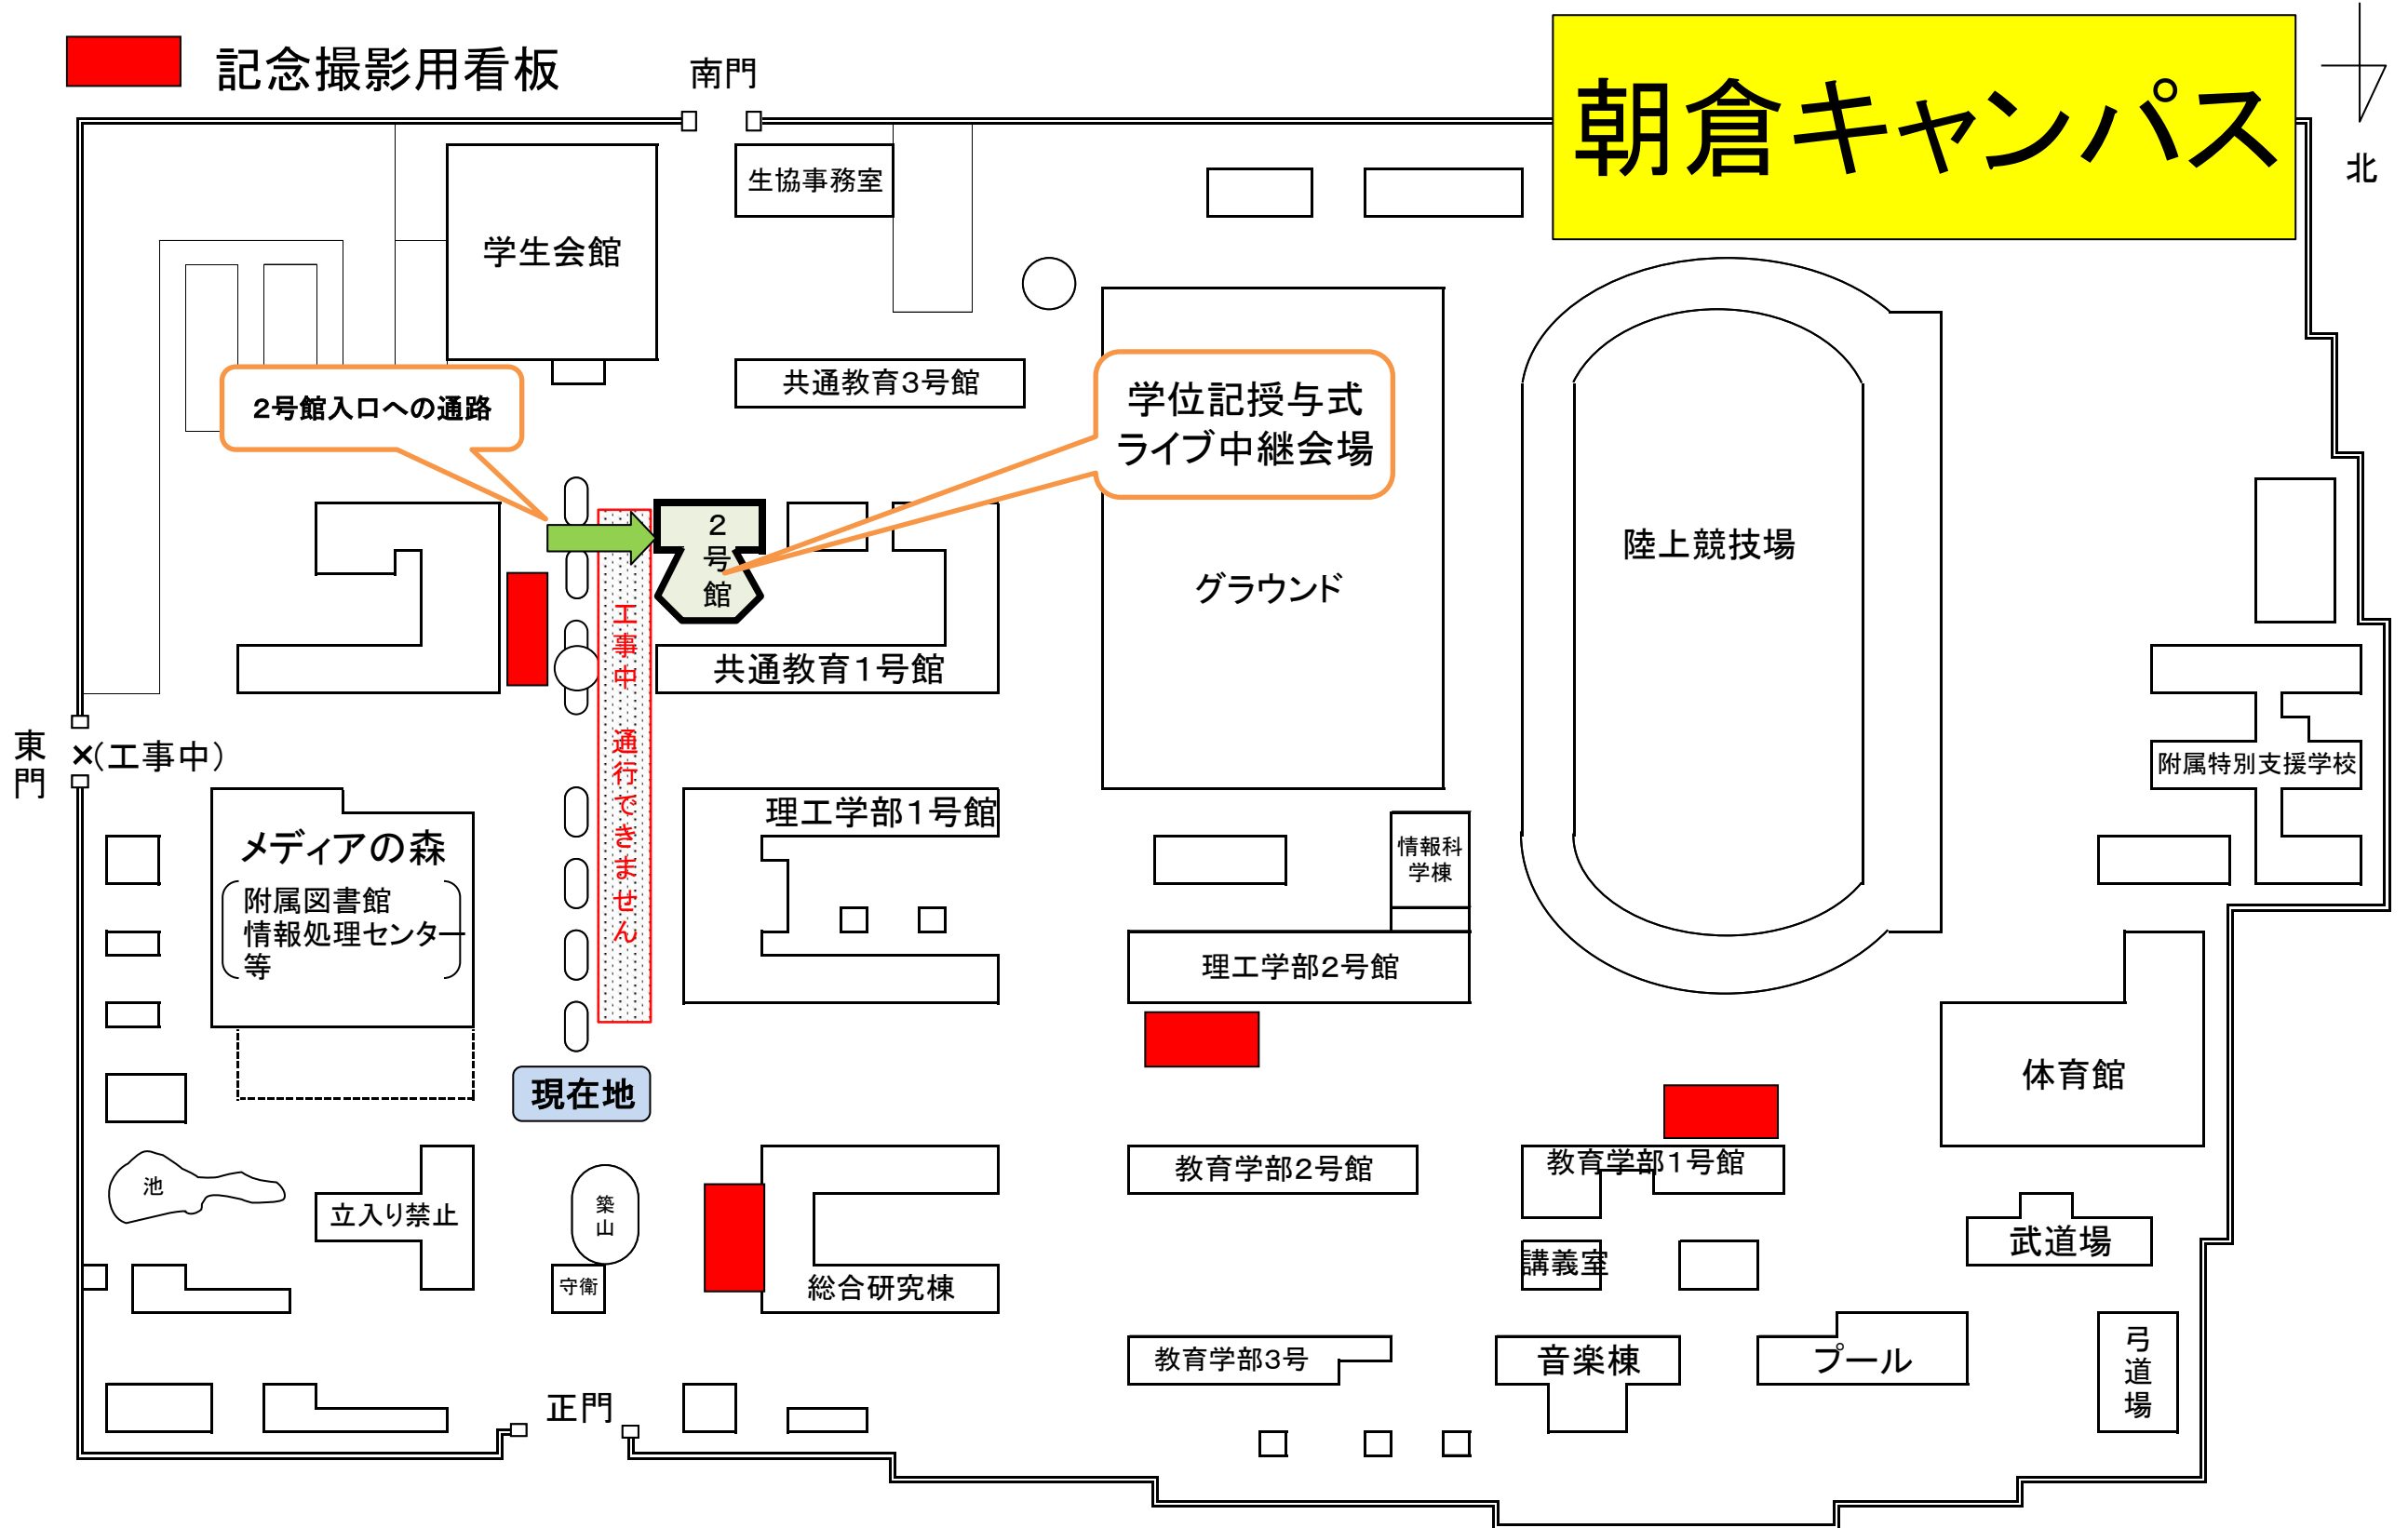 記念撮影用看板
南門
朝倉キャンパス
北
生協事務室
学生会館
共通教育3号館
2号館入口への通路
学位記授与式
ライブ中継会場
2号館
陸上競技場
グラウンド
工事中　通行できません
共通教育1号館
東門
×(工事中)
附属特別支援学校
理工学部1号館
メディアの森
附属図書館
情報処理センター
等
情報科
学棟
理工学部2号館
現在地
体育館
池
立入り禁止
築山
守衛
総合研究棟
教育学部2号館
教育学部1号館
講義室
武道場
教育学部3号
音楽棟
プール
弓道場
正門